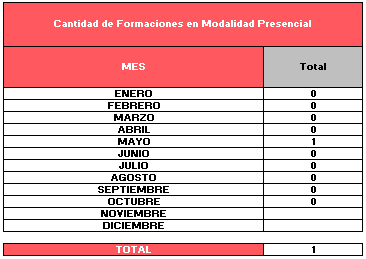 Cantidad de Formaciones en Modalidad Presencial
MES Total
ENERO 0
FEBRERO 0
MARZO 0
ABRIL 0
MAYO 1
JUNIO 0
JULIO 0
AGOSTO 0
SEPTIEMBRE 0
OCTUBRE 0
NOVIEMBRE
DICIEMBRE
TOTAL 1